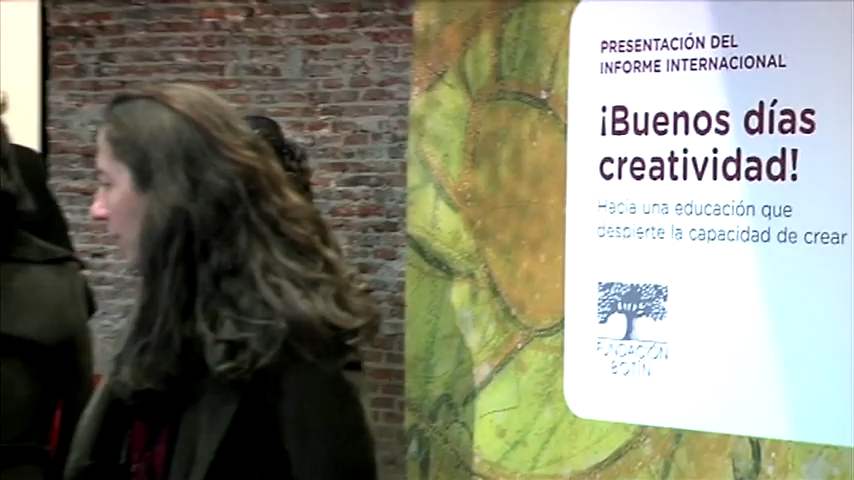 PRESENTACIÓN DEL
INFORME INTERNACIONAL
¡Buenos días
creatividad!
Hacia una educación que
despierte la capacidad de crear
FUNDACIÓN
BOTÍN